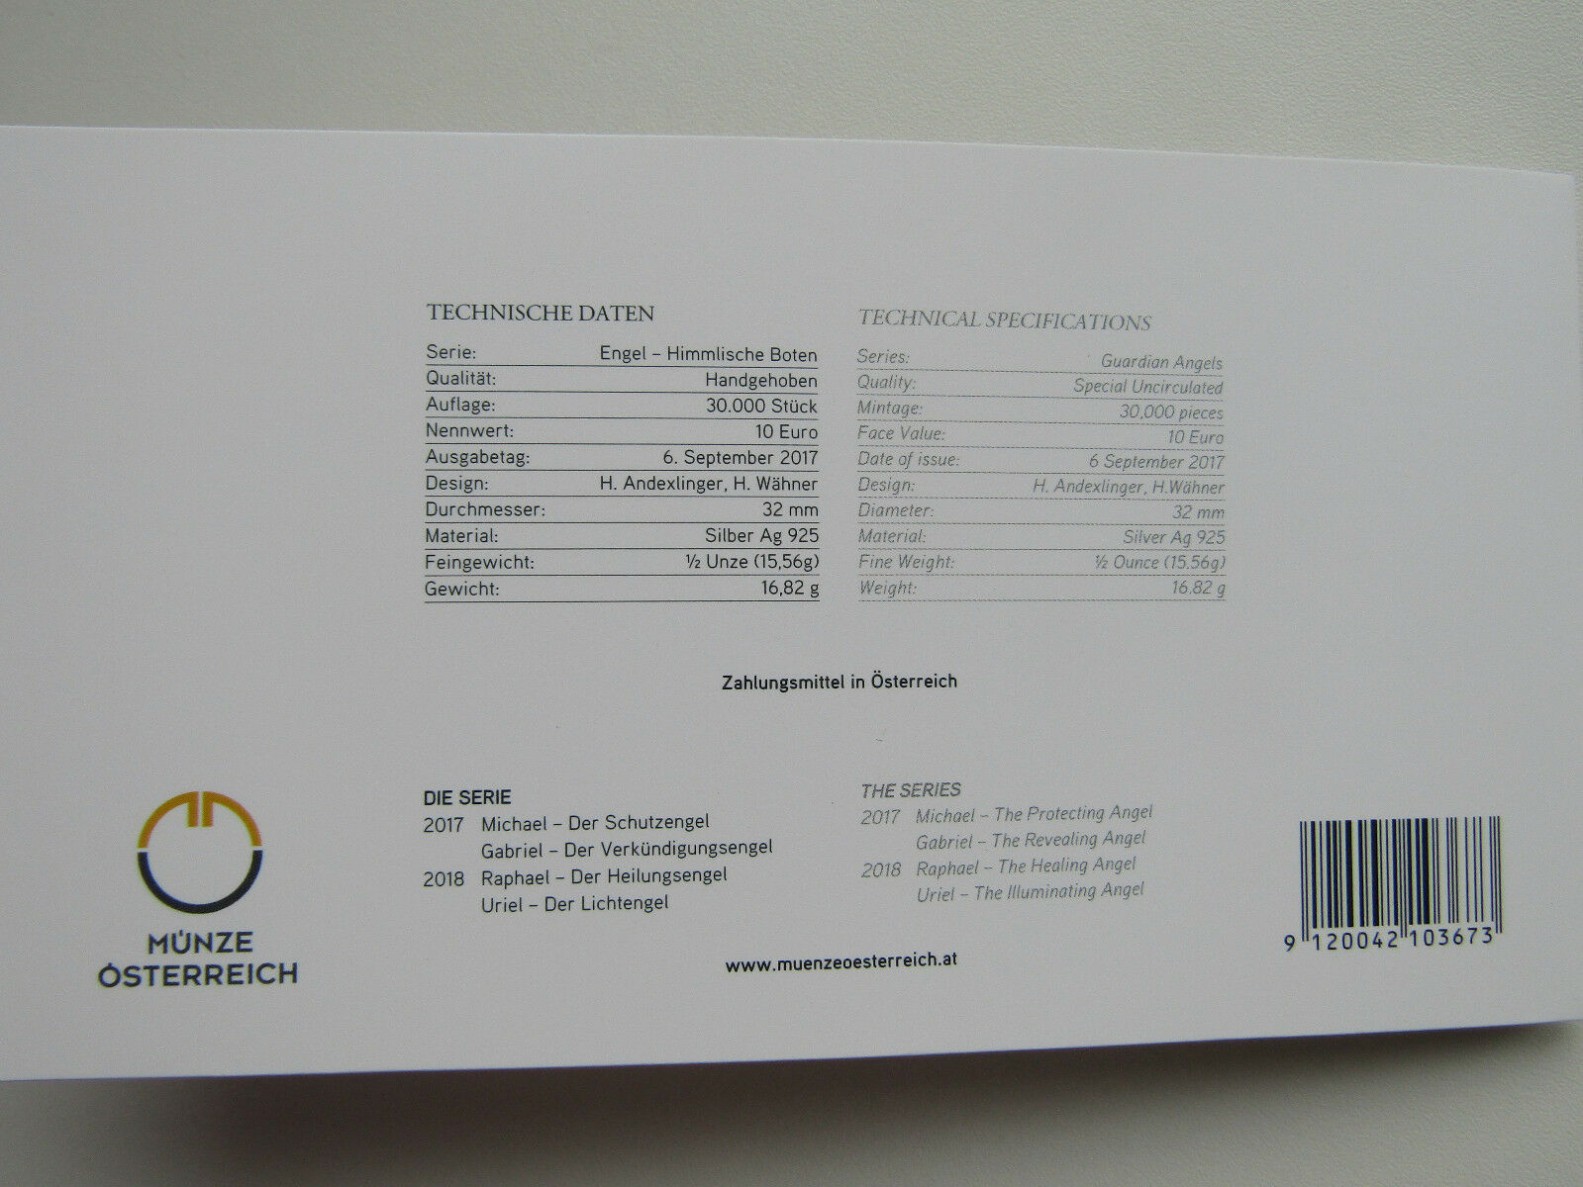 TECHNISCHE DATEN
Serie: Engel – Himmlische Boten
Qualität: Handgehoben
Auflage: 30.000 Stück
Nennwert: 10 Euro
Ausgabetag: 6. September 2017
Design: H. Andexlinger, H. Wähner
Durchmesser: 32 mm
Material: Silber Ag 925
Feingewicht: ½ Unze (15,56g)
Gewicht: 16,82 g
TECHNICAL SPECIFICATIONS
Series: Guardian Angels
Quality: Special Uncirculated
Mintage: 30,000 pieces
Face Value: 10 Euro
Date of issue: 6 September 2017
Design: H. Andexlinger, H.Wähner
Diameter: 32 mm
Material: Silver Ag 925
Fine Weight: ½ Ounce (15.56g)
Weight: 16.82 g
Zahlungsmittel in Österreich
DIE SERIE
2017 Michael – Der Schutzengel
Gabriel – Der Verkündigungsengel
2018 Raphael – Der Heilungsengel
Uriel – Der Lichtengel
THE SERIES
2017 Michael – The Protecting Angel
Gabriel – The Revealing Angel
2018 Raphael – The Healing Angel
Uriel – The Illuminating Angel
MÜNZE
ÖSTERREICH
www.muenzeoesterreich.at
9 120042 103673